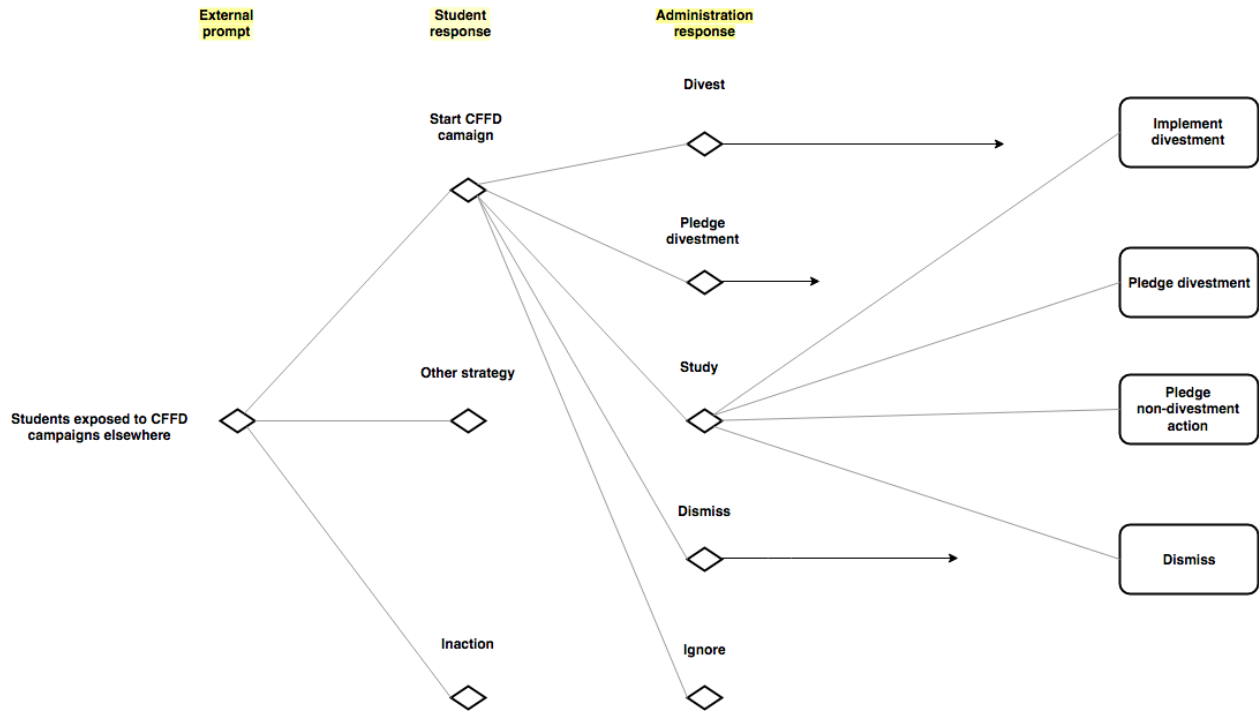 External
prompt
Student
response
Administration
response
Divest
Start CFFD
camaign
Implement
divestment
Pledge
divestment
Pledge divestment
Other strategy
Study
Students exposed to CFFD
campaigns elsewhere
Pledge
non-divestment
action
Dismiss
Dismiss
Inaction
Ignore